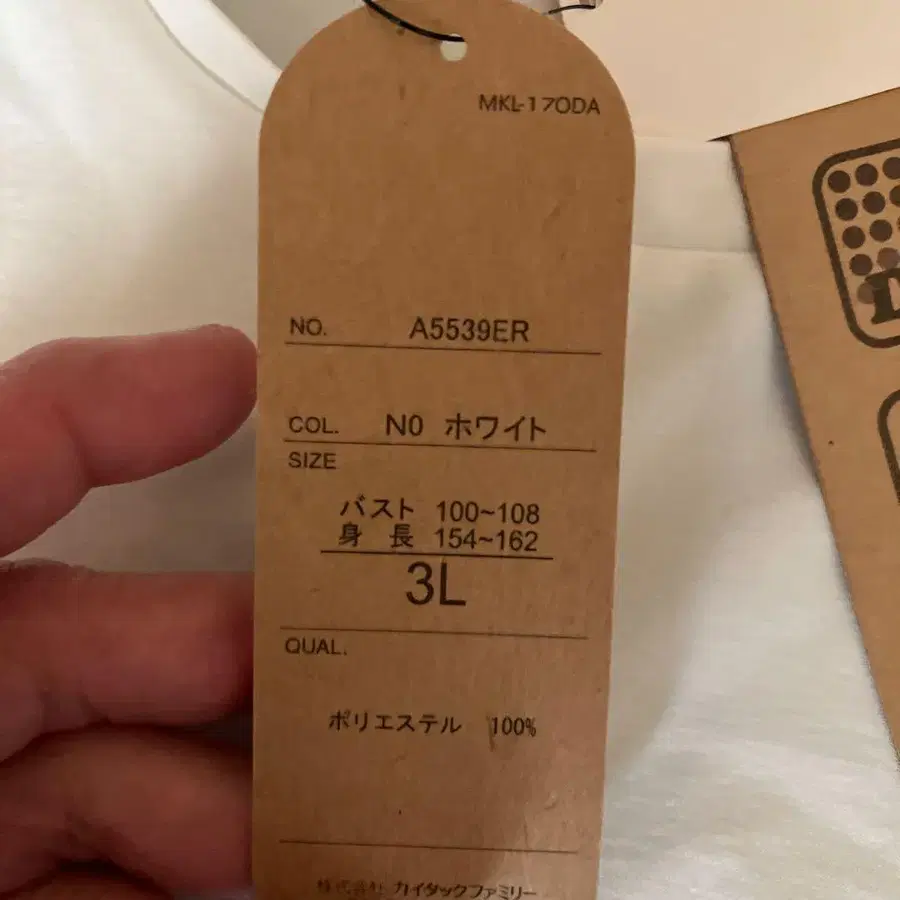 MKL-170DA
NO. A5539ER
COL. N0 ホワイト
SIZE
バスト 100~108
身長 154~162
3L
QUAL.
ポリエステル 100%
株式会社 カイタックファミリー
D